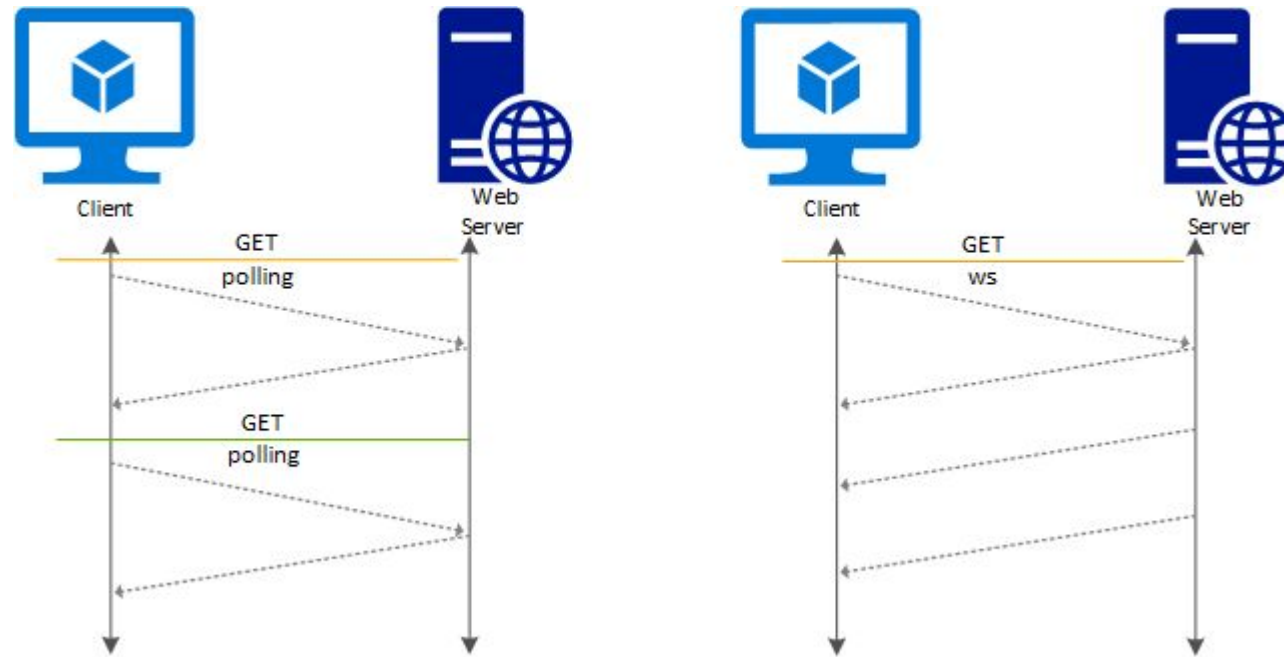 Client
Web
Server
GET
polling
GET
polling
Client
Web
Server
GET
ws